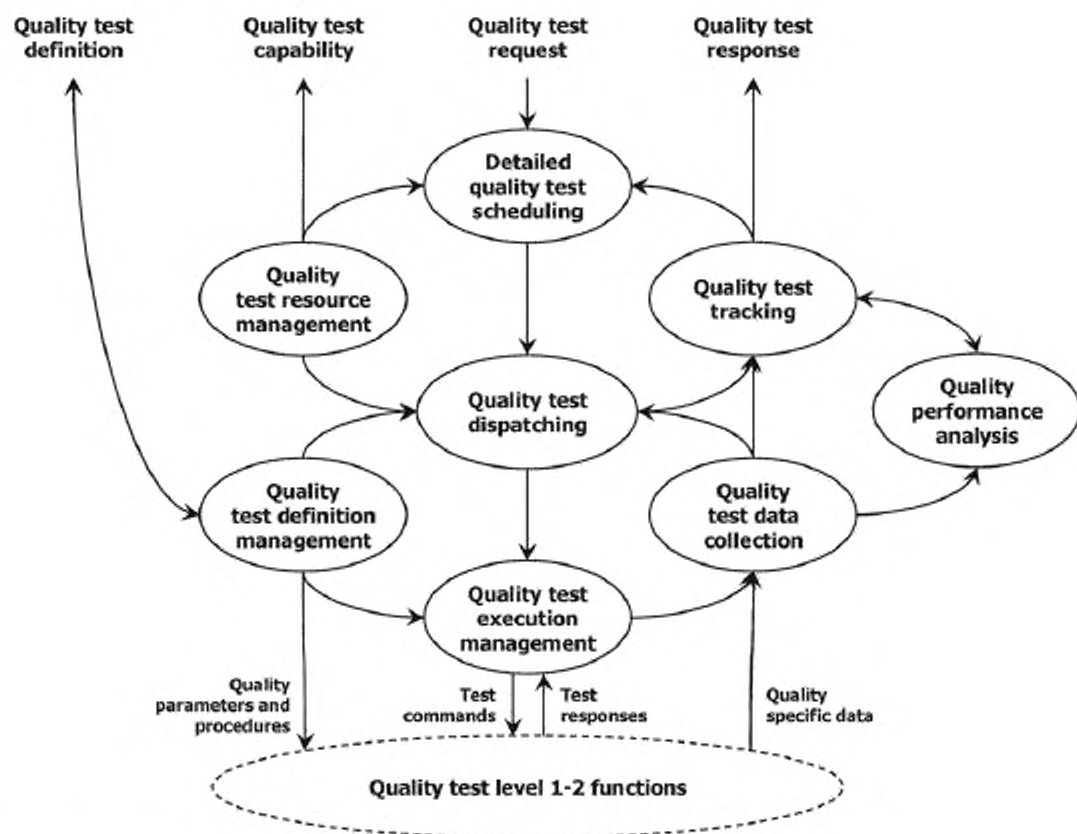 Quality test
definition
Quality test
capability
Quality test
request
Quality test
response
Detailed
quality test
scheduling
Quality
test resource
management
Quality test
tracking
Quality test
dispatching
Quality
performance
analysis
Quality
test definition
management
Quality
test data
collection
Quality test
execution
management
Quality
parameters and
procedures
Test
commands
Test
responses
Quality
specific data
Quality test level 1-2 functions